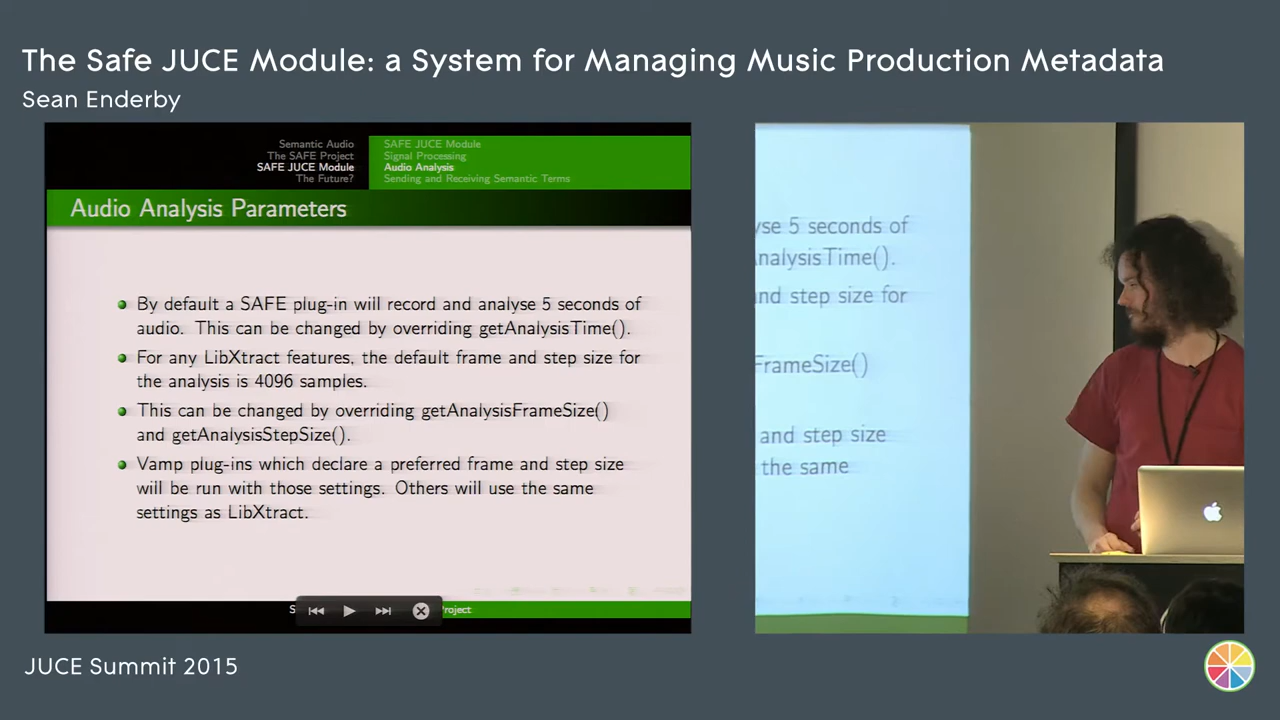 The Safe JUCE Module: a System for Managing Music Production Metadata
Sean Enderby
Semantic Audio
The SAFE Project
SAFE JUCE Module
The Future?
SAFE JUCE Module
Signal Processing
Audio Analysis
Sending and Receiving Semantic Terms
Audio Analysis Parameters
By default a SAFE plug-in will record and analyse 5 seconds of
audio. This can be changed by overriding getAnalysisTime().
For any LibXtract features, the default frame and step size for
the analysis is 4096 samples.
This can be changed by overriding getAnalysisFrameSize()
and getAnalysisStepSize().
Vamp plug-ins which declare a preferred frame and step size
will be run with those settings. Others will use the same
settings as LibXtract.
S
roject
yse 5 seconds of
nalysisTime().
nd step size for
FrameSize()
and step size
the same
JUCE Summit 2015